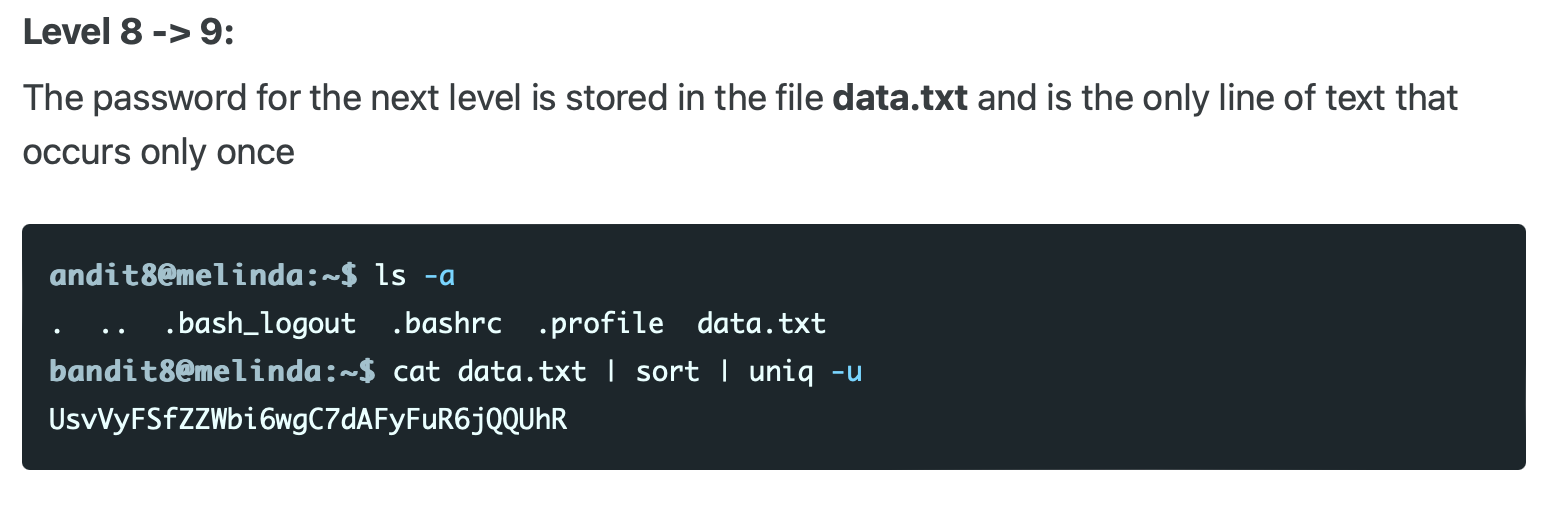 Level 8 -> 9:
The password for the next level is stored in the file data.txt and is the only line of text that
occurs only once
andit8@melinda:~$ ls -a
.  ..  .bash_logout  .bashrc  .profile  data.txt
bandit8@melinda:~$ cat data.txt | sort | uniq -u
UsvVyFSfZZWbi6wgC7dAFyFuR6jQQUhR